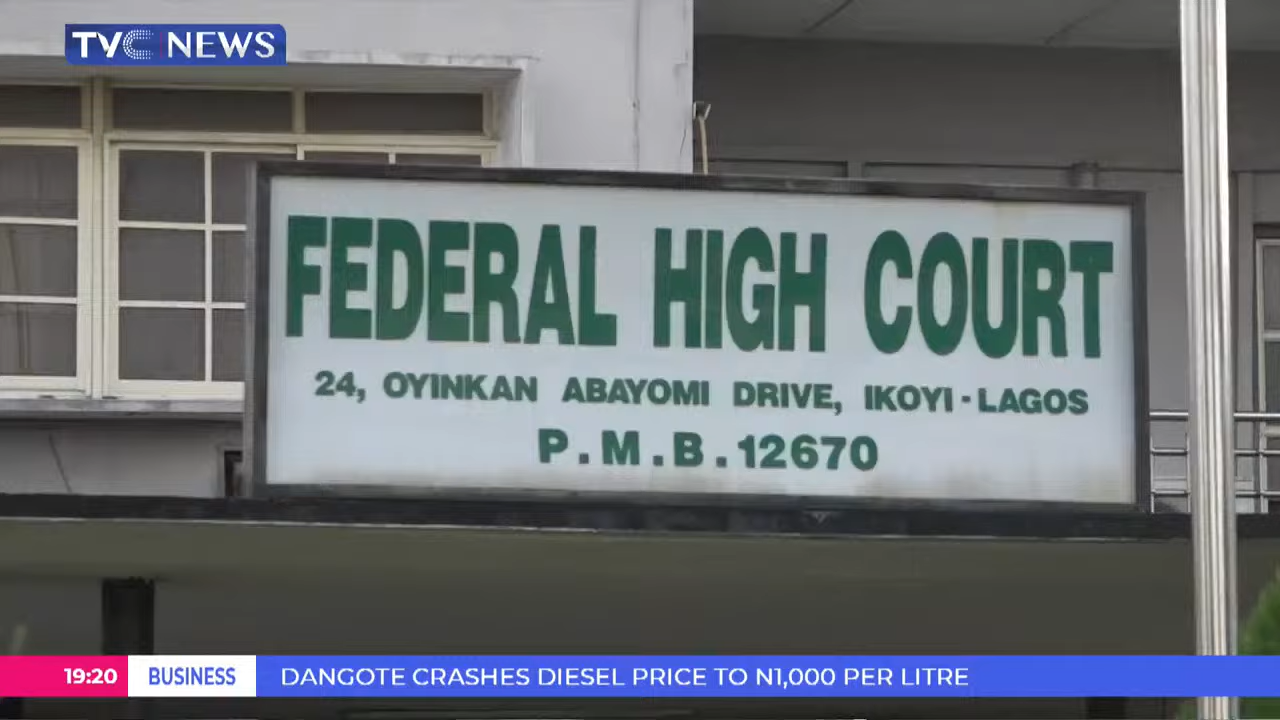 TVC NEWS
FEDERAL HIGH COURT
24, OYINKAN ABAYOMI DRIVE, IKOYI - LAGOS
P.M.B.12670
19:20 BUSINESS DANGOTE CRASHES DIESEL PRICE TO N1,000 PER LITRE